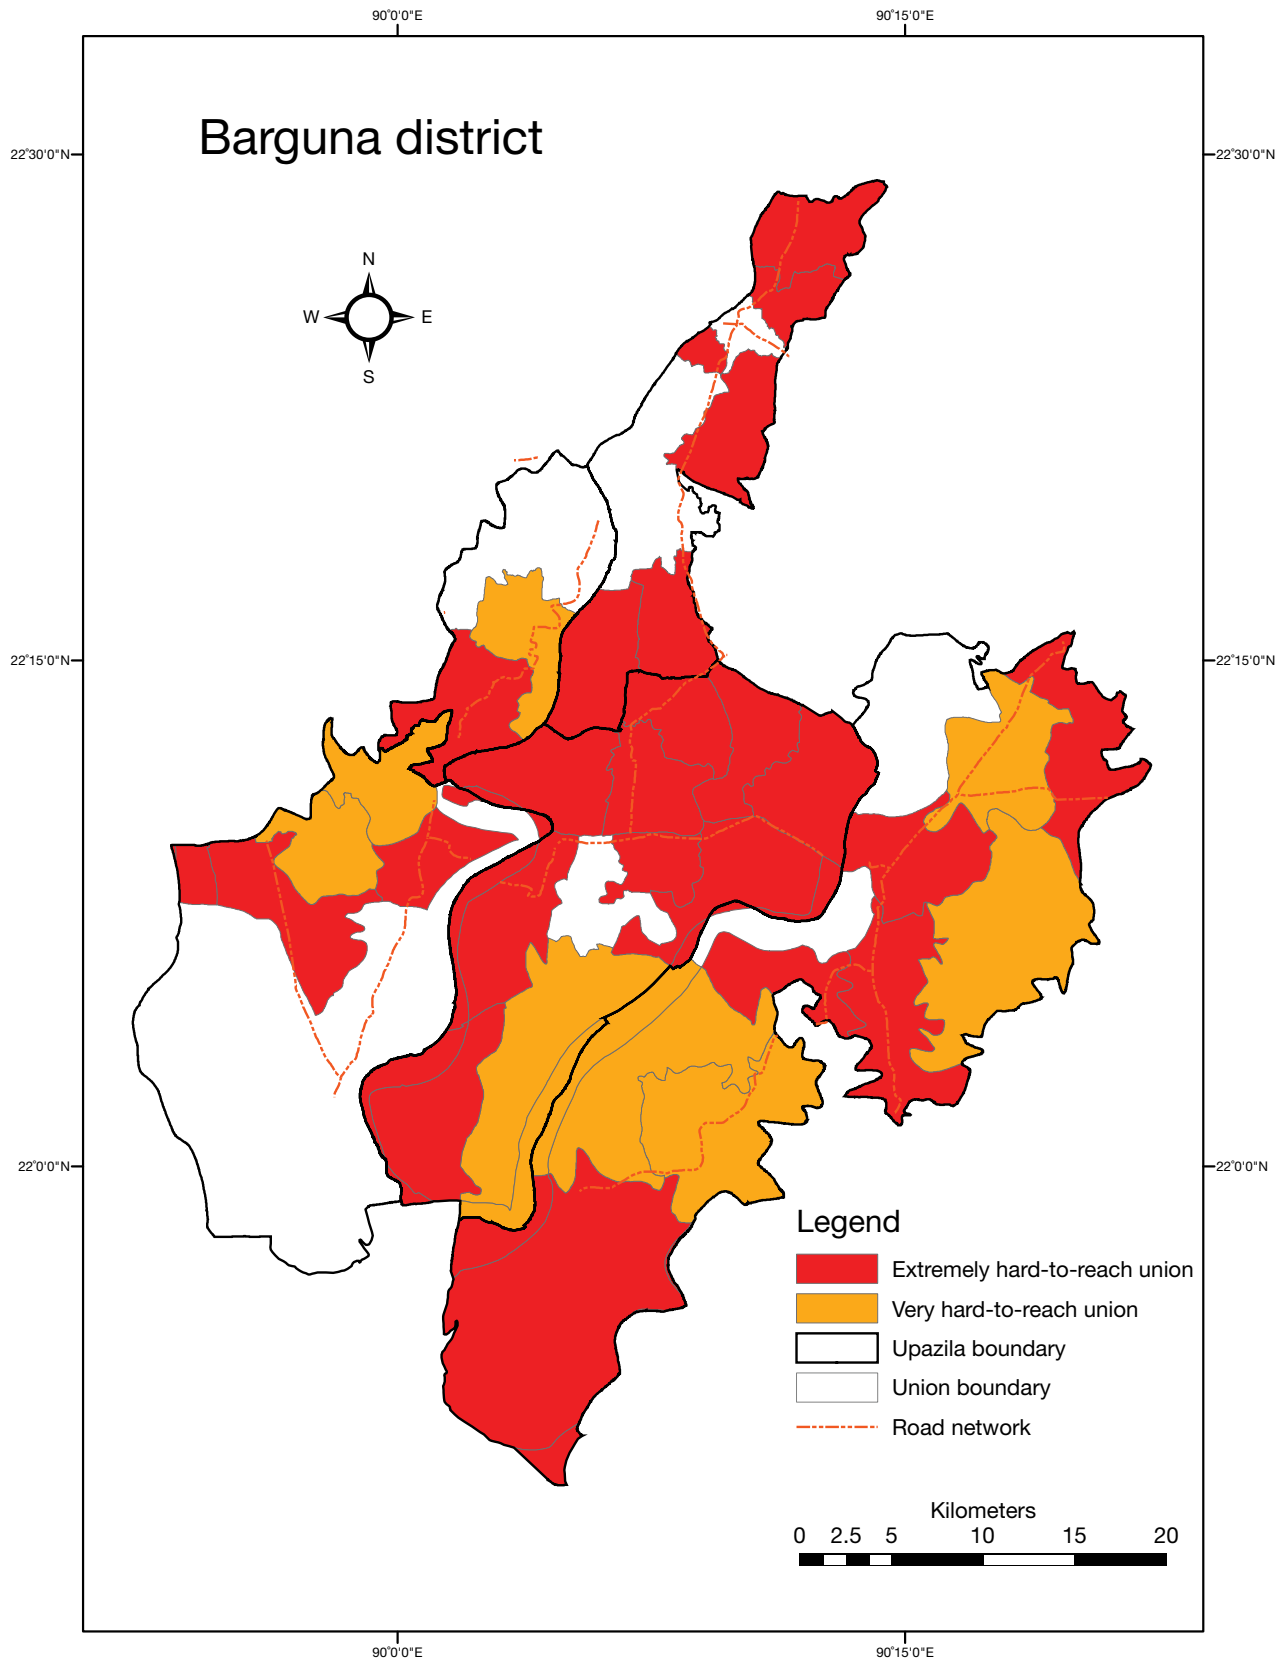 90°0'0"E 90°15'0"E
Barguna district
22°30'0"N 22°30'0"N
N
W E
S
22°15'0"N 22°15'0"N
22°0'0"N 22°0'0"N
Legend
Extremely hard-to-reach union
Very hard-to-reach union
Upazila boundary
Union boundary
Road network
Kilometers
0 2.5 5 10 15 20
90°0'0"E 90°15'0"E